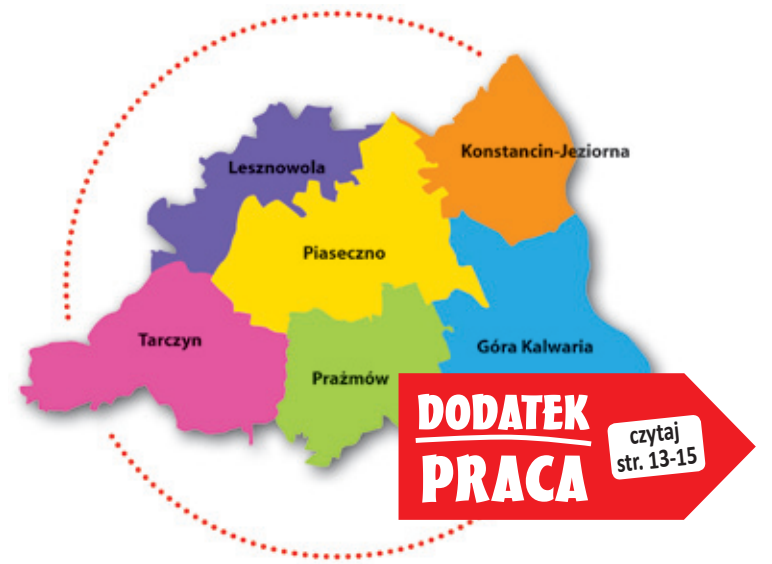 Konstancin-Jeziorna
Lesznowola
Piaseczno
Tarczyn
Góra Kalwaria
Prażmów
DODATEK
PRACA
czytaj
str. 13-15